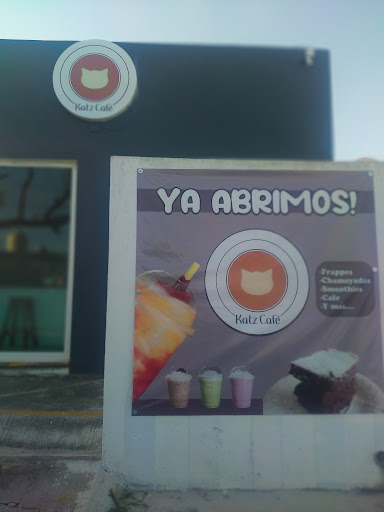 Katz Café
YA ABRIMOS!
Katz Café
-Frappes
-Chamoyados
-Smoothies
-Cafe
-Y mas....